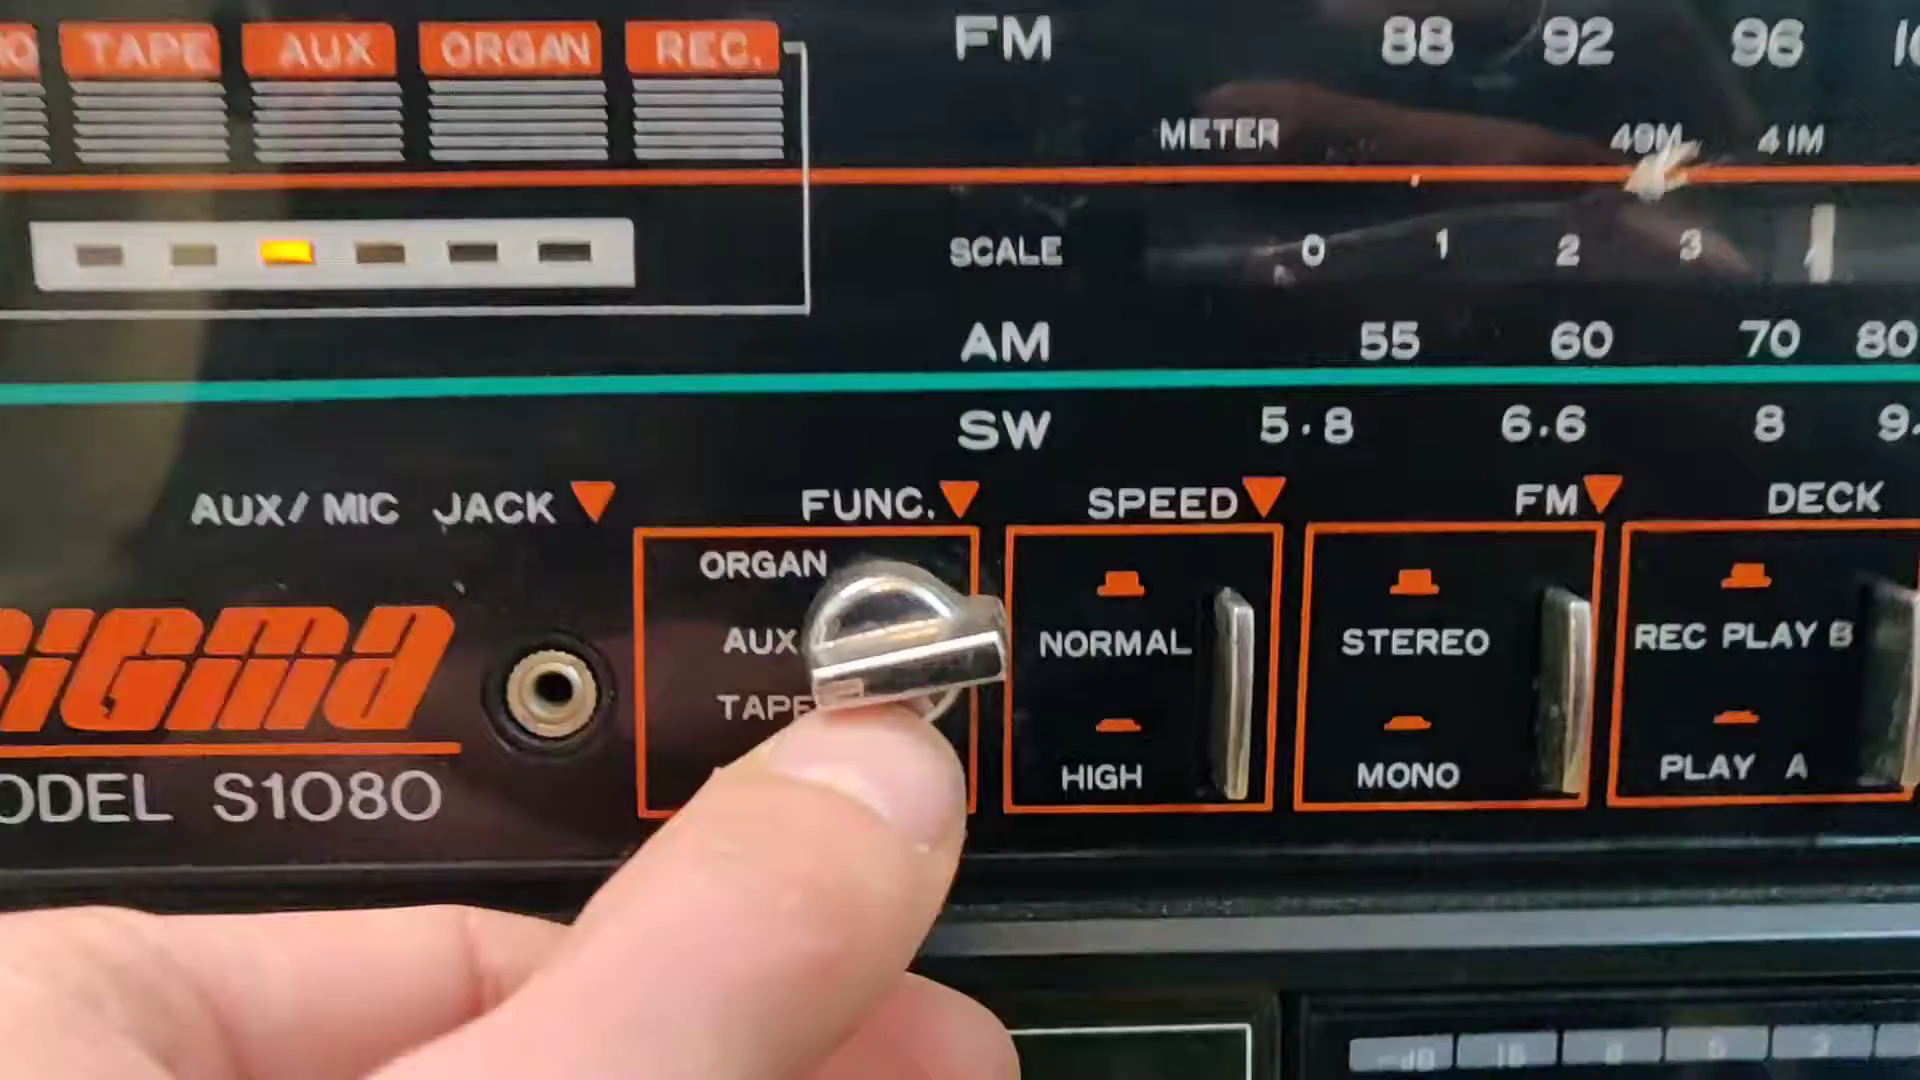 TAPE AUX ORGAN REC.
FM 88 92 96
METER 49M 41M
SCALE 0 1 2 3
AM 55 60 70 80
SW 5.8 6.6 8
AUX/MIC JACK FUNC. SPEED FM DECK
ORGAN
AUX NORMAL STEREO REC PLAY B
TAPE
HIGH MONO PLAY A
SIGMA
MODEL S1080